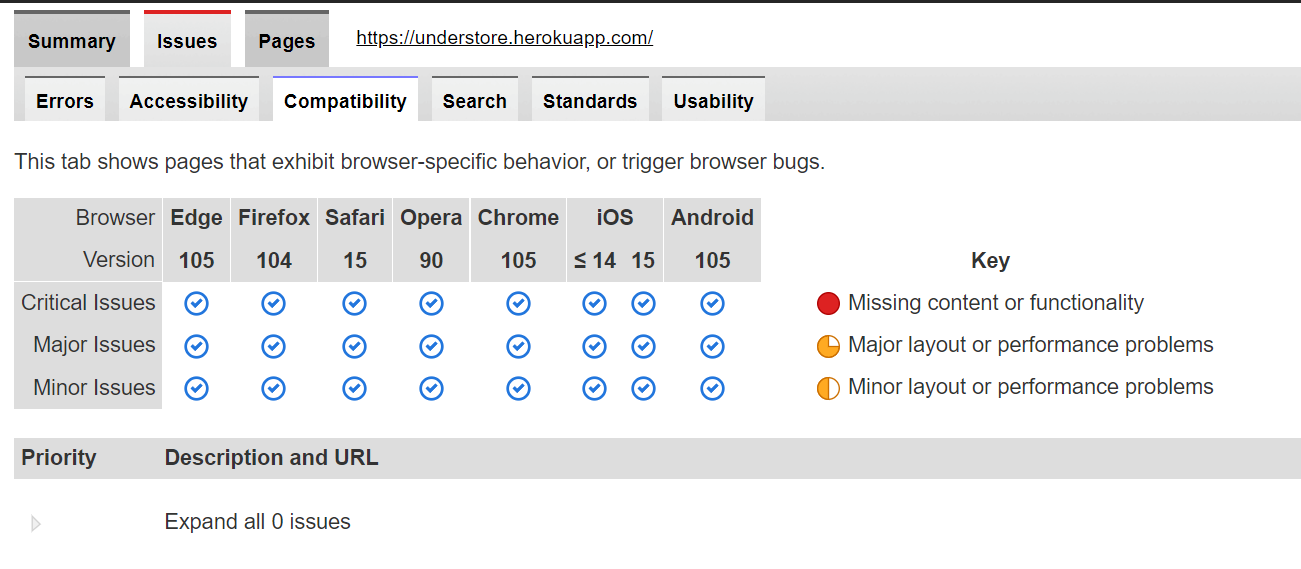 Summary Issues Pages https://understore.herokuapp.com/
Errors Accessibility Compatibility Search Standards Usability
This tab shows pages that exhibit browser-specific behavior, or trigger browser bugs.
Browser Edge Firefox Safari Opera Chrome iOS Android
Version 105 104 15 90 105 ≤ 14 15 105 Key
Critical Issues Missing content or functionality
Major Issues Major layout or performance problems
Minor Issues Minor layout or performance problems
Priority Description and URL
Expand all 0 issues